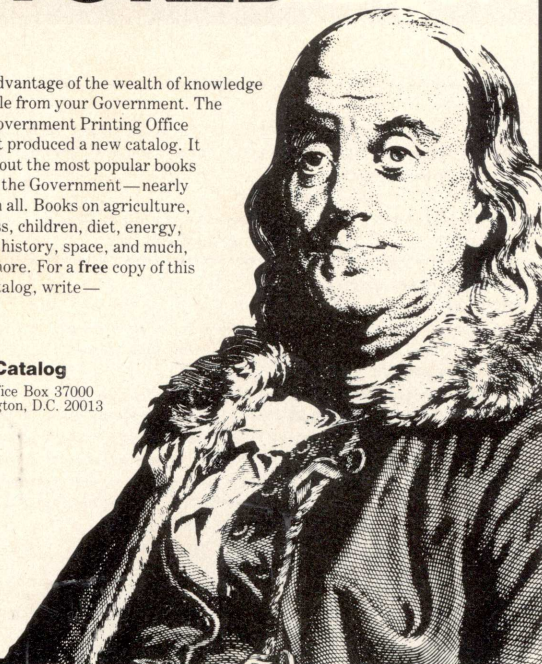 dvantage of the wealth of knowledge
le from your Government. The
overnment Printing Office
t produced a new catalog. It
out the most popular books
the Government—nearly
all. Books on agriculture,
ss, children, diet, energy,
history, space, and much,
ore. For a free copy of this
talog, write—
Catalog
ice Box 37000
gton, D.C. 20013